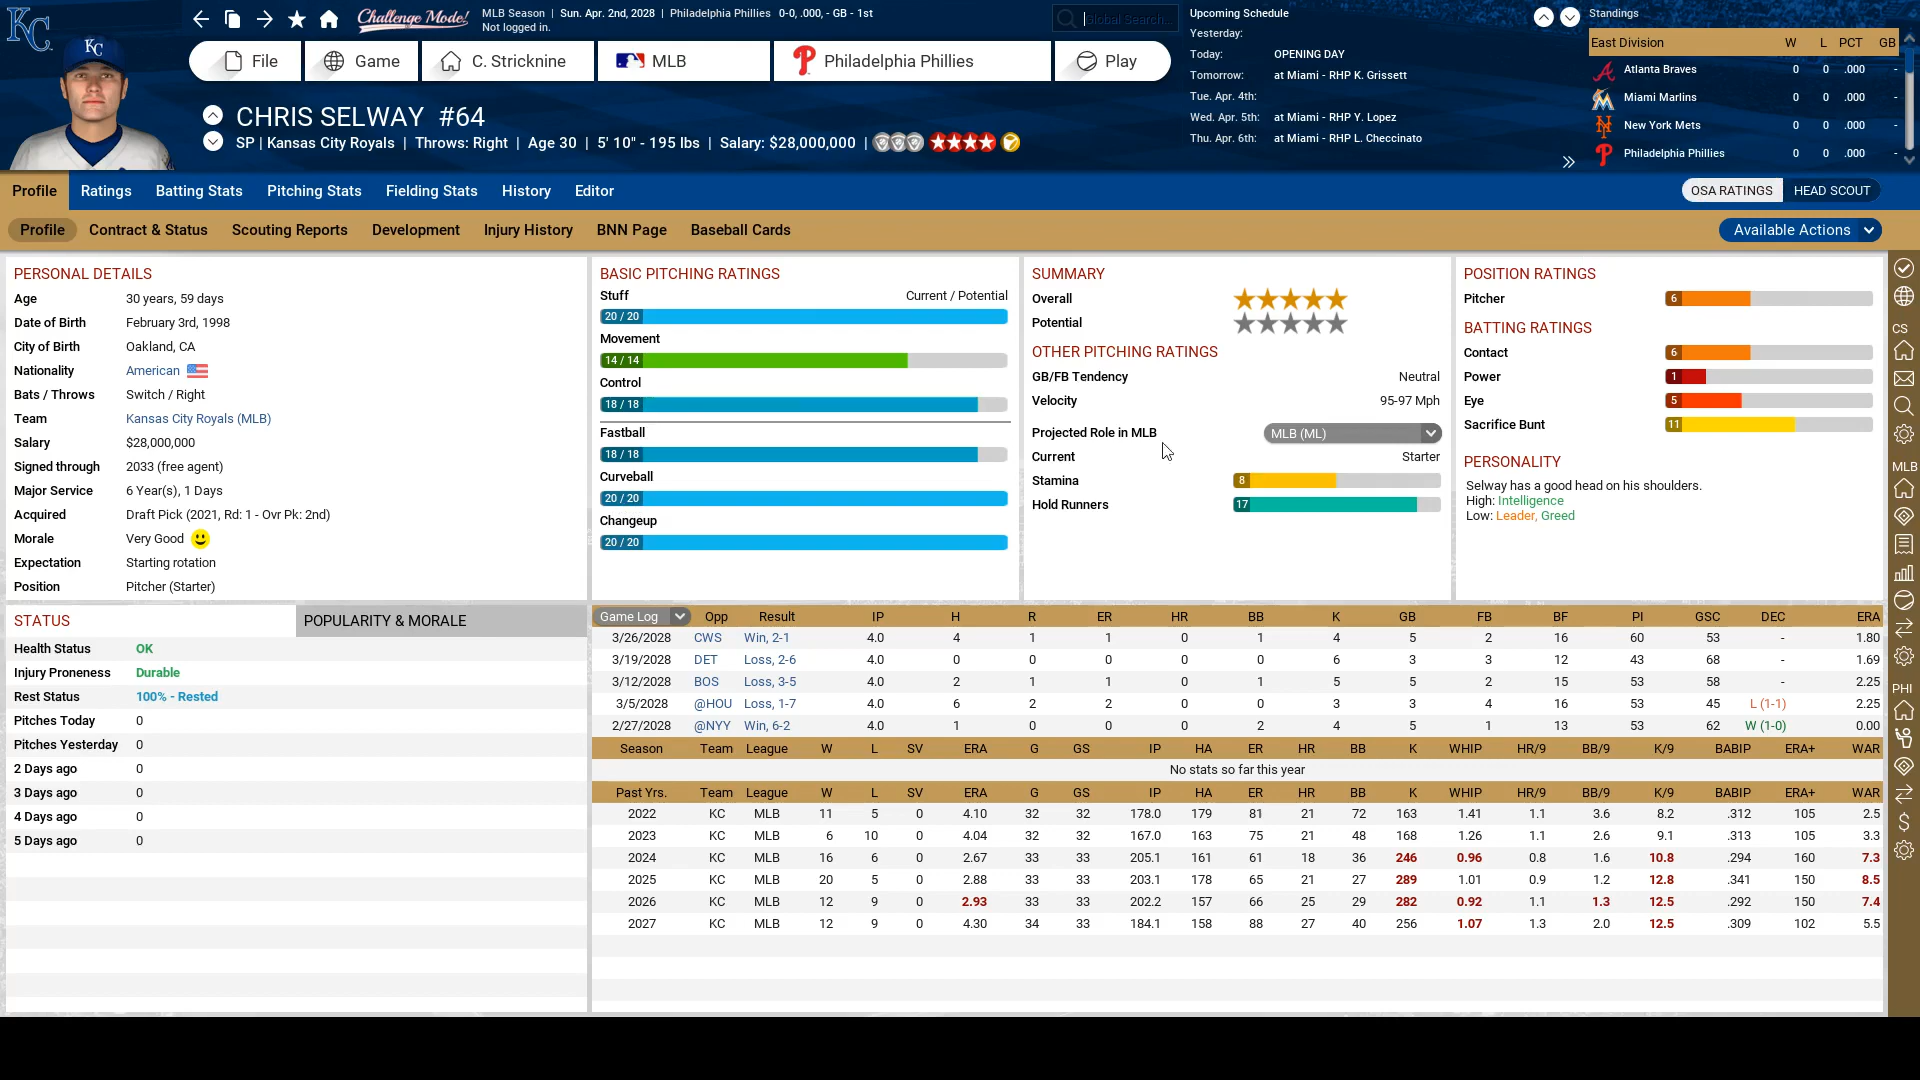 Challenge Mode!
MLB Season | Sun. Apr. 2nd, 2028 | Philadelphia Phillies 0-0, .000, - GB - 1st
Not logged in.
Global Search...
File
Game
C. Stricknine
MLB
Philadelphia Phillies
Play
CHRIS SELWAY #64
SP | Kansas City Royals | Throws: Right | Age 30 | 5' 10" - 195 lbs | Salary: $28,000,000 |
Upcoming Schedule
Yesterday:
Today: OPENING DAY
Tomorrow: at Miami - RHP K. Grissett
Tue. Apr. 4th:
Wed. Apr. 5th: at Miami - RHP Y. Lopez
Thu. Apr. 6th: at Miami - RHP L. Checcinato
Standings
East Division W L PCT GB
Atlanta Braves 0 0 .000 -
Miami Marlins 0 0 .000 -
New York Mets 0 0 .000 -
Philadelphia Phillies 0 0 .000 -
Profile Ratings Batting Stats Pitching Stats Fielding Stats History Editor
OSA RATINGS HEAD SCOUT
Profile Contract & Status Scouting Reports Development Injury History BNN Page Baseball Cards
Available Actions
PERSONAL DETAILS
Age 30 years, 59 days
Date of Birth February 3rd, 1998
City of Birth Oakland, CA
Nationality American
Bats / Throws Switch / Right
Team Kansas City Royals (MLB)
Salary $28,000,000
Signed through 2033 (free agent)
Major Service 6 Year(s), 1 Days
Acquired Draft Pick (2021, Rd: 1 - Ovr Pk: 2nd)
Morale Very Good
Expectation Starting rotation
Position Pitcher (Starter)
BASIC PITCHING RATINGS
Stuff Current / Potential
20 / 20
Movement
14 / 14
Control
18 / 18
Fastball
18 / 18
Curveball
20 / 20
Changeup
20 / 20
SUMMARY
Overall
Potential
OTHER PITCHING RATINGS
GB/FB Tendency Neutral
Velocity 95-97 Mph
Projected Role in MLB MLB (ML)
Current Starter
Stamina 8
Hold Runners 17
POSITION RATINGS
Pitcher 6
BATTING RATINGS
Contact 6
Power 1
Eye 5
Sacrifice Bunt 11
PERSONALITY
Selway has a good head on his shoulders.
High: Intelligence
Low: Leader, Greed
CS
MLB
PHI
STATUS POPULARITY & MORALE
Health Status OK
Injury Proneness Durable
Rest Status 100% - Rested
Pitches Today 0
Pitches Yesterday 0
2 Days ago 0
3 Days ago 0
4 Days ago 0
5 Days ago 0
Game Log Opp Result IP H R ER HR BB K GB FB BF PI GSC DEC ERA
3/26/2028 CWS Win, 2-1 4.0 4 1 1 0 1 4 5 2 16 60 53 - 1.80
3/19/2028 DET Loss, 2-6 4.0 0 0 0 0 0 6 3 3 12 43 68 - 1.69
3/12/2028 BOS Loss, 3-5 4.0 2 1 1 0 1 5 5 2 15 53 58 - 2.25
3/5/2028 @HOU Loss, 1-7 4.0 6 2 2 0 0 3 3 4 16 53 45 L (1-1) 2.25
2/27/2028 @NYY Win, 6-2 4.0 1 0 0 0 2 4 5 1 13 53 62 W (1-0) 0.00
Season Team League W L SV ERA G GS IP HA ER HR BB K WHIP HR/9 BB/9 K/9 BABIP ERA+ WAR
No stats so far this year
Past Yrs. Team League W L SV ERA G GS IP HA ER HR BB K WHIP HR/9 BB/9 K/9 BABIP ERA+ WAR
2022 KC MLB 11 5 0 4.10 32 32 178.0 179 81 21 72 163 1.41 1.1 3.6 8.2 .312 105 2.5
2023 KC MLB 6 10 0 4.04 32 32 167.0 163 75 21 48 168 1.26 1.1 2.6 9.1 .313 105 3.3
2024 KC MLB 16 6 0 2.67 33 33 205.1 161 61 18 36 246 0.96 0.8 1.6 10.8 .294 160 7.3
2025 KC MLB 20 5 0 2.88 33 33 203.1 178 65 21 27 289 1.01 0.9 1.2 12.8 .341 150 8.5
2026 KC MLB 12 9 0 2.93 33 33 202.2 157 66 25 29 282 0.92 1.1 1.3 12.5 .292 150 7.4
2027 KC MLB 12 9 0 4.30 34 33 184.1 158 88 27 40 256 1.07 1.3 2.0 12.5 .309 102 5.5